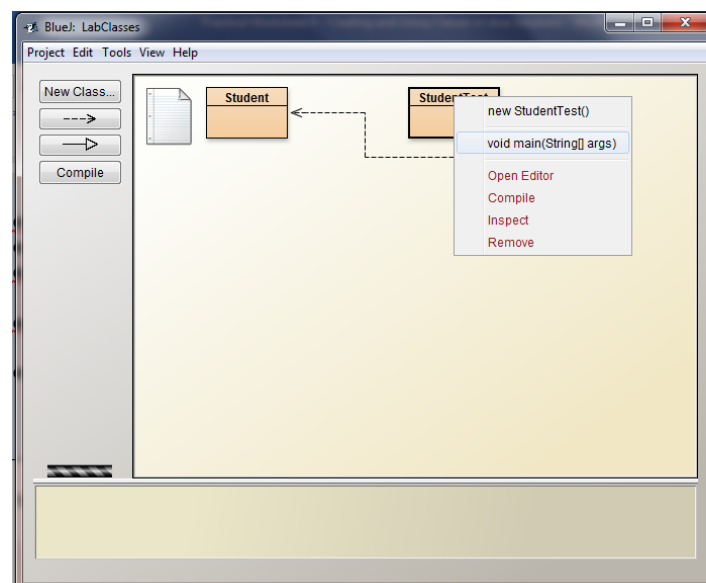 BlueJ: LabClasses
Project Edit Tools View Help
New Class...
Compile
Student
StudentTest
new StudentTest()
void main(String[] args)
Open Editor
Compile
Inspect
Remove